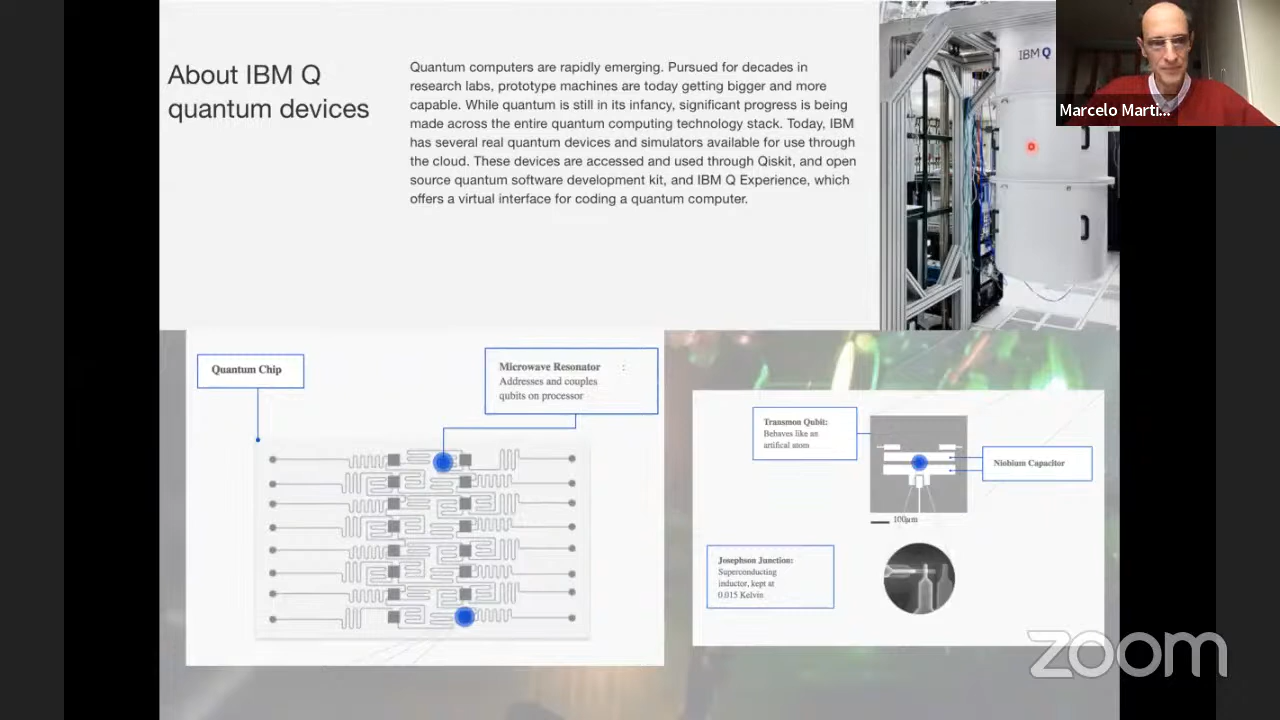 About IBM Q
quantum devices
Quantum computers are rapidly emerging. Pursued for decades in
research labs, prototype machines are today getting bigger and more
capable. While quantum is still in its infancy, significant progress is being
made across the entire quantum computing technology stack. Today, IBM
has several real quantum devices and simulators available for use through
the cloud. These devices are accessed and used through Qiskit, and open
source quantum software development kit, and IBM Q Experience, which
offers a virtual interface for coding a quantum computer.
IBM Q
Marcelo Marti...
Quantum Chip
Microwave Resonator :
Addresses and couples
qubits on processor
Transmon Qubit:
Behaves like an
artifical atom
Niobium Capacitor
100μm
Josephson Junction:
Superconducting
inductor, kept at
0.015 Kelvin
zoom